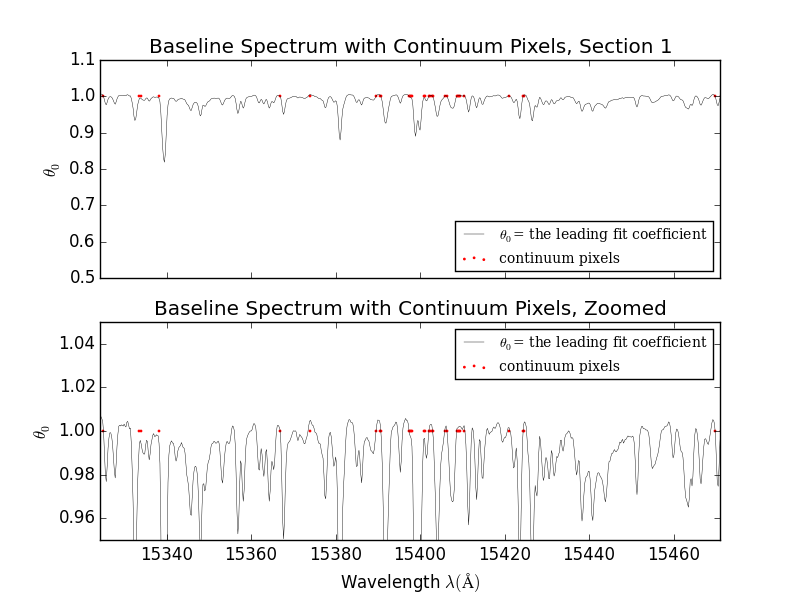 Baseline Spectrum with Continuum Pixels, Section 1
1.1
1.0
0.9
0.8
0.7
0.6
0.5
θ₀
θ₀ = the leading fit coefficient
continuum pixels
Baseline Spectrum with Continuum Pixels, Zoomed
1.04
1.02
1.00
0.98
0.96
θ₀
θ₀ = the leading fit coefficient
continuum pixels
15340 15360 15380 15400 15420 15440 15460
Wavelength λ(Å)